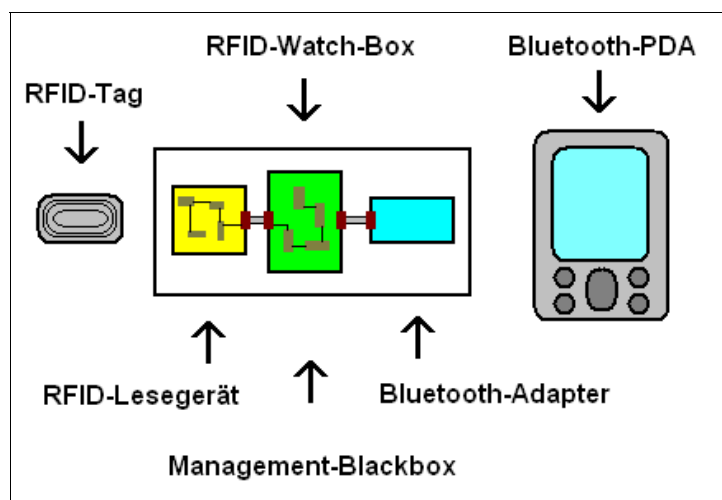 RFID-Watch-Box
Bluetooth-PDA
RFID-Tag
RFID-Lesegerät
Bluetooth-Adapter
Management-Blackbox